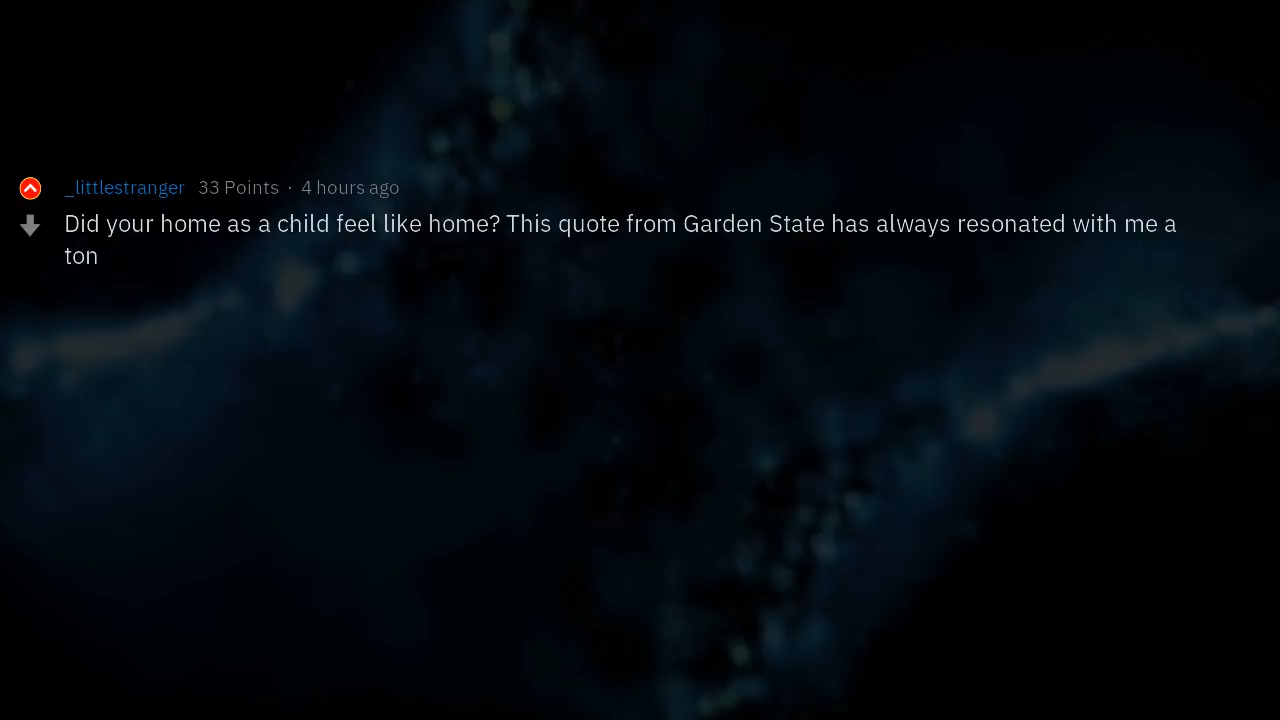 _littlestranger 33 Points · 4 hours ago
Did your home as a child feel like home? This quote from Garden State has always resonated with me a
ton